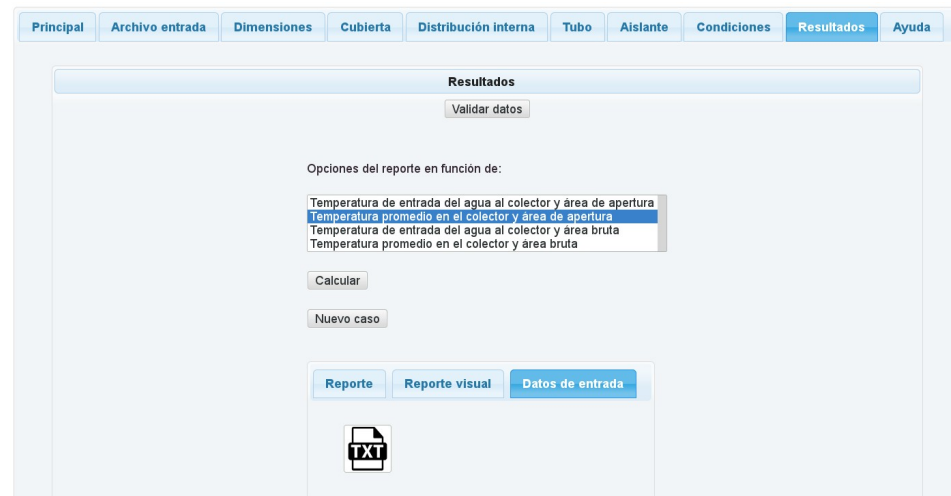 Principal Archivo entrada Dimensiones Cubierta Distribución interna Tubo Aislante Condiciones Resultados Ayuda
Resultados
Validar datos
Opciones del reporte en función de:
Temperatura de entrada del agua al colector y área de apertura
Temperatura promedio en el colector y área de apertura
Temperatura de entrada del agua al colector y área bruta
Temperatura promedio en el colector y área bruta
Calcular
Nuevo caso
Reporte Reporte visual Datos de entrada
TXT